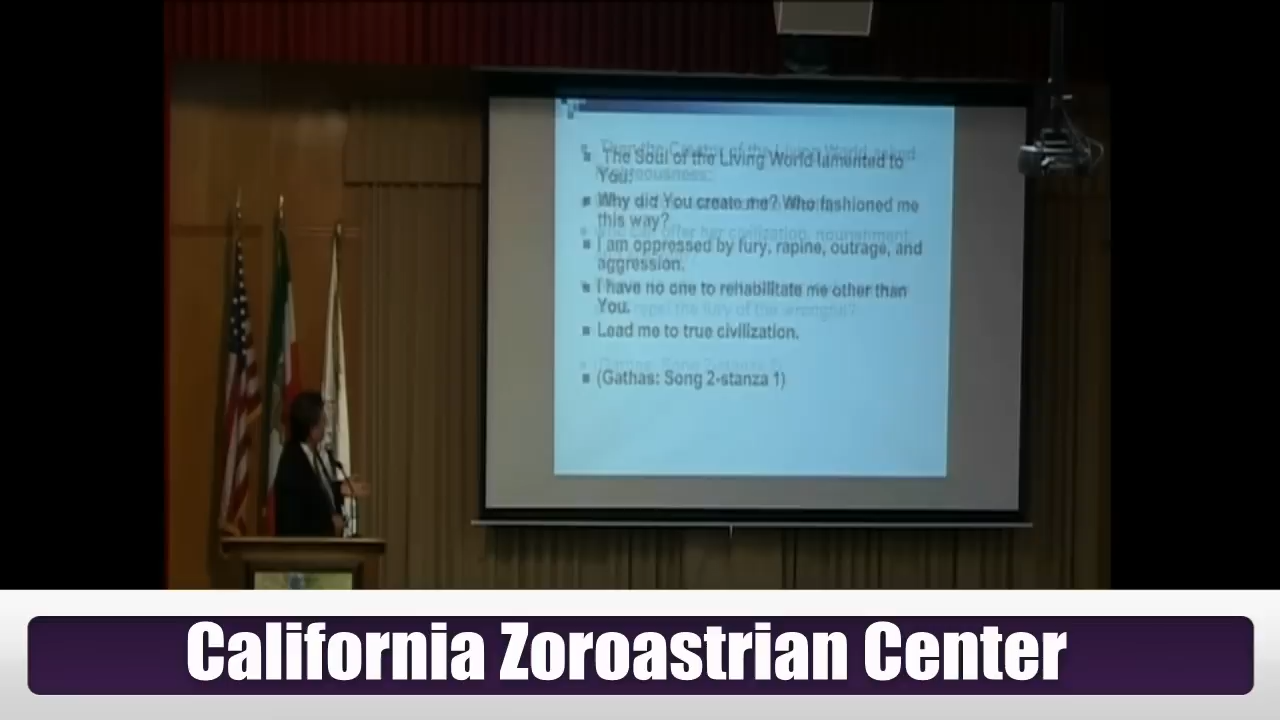 The Soul of the Living World lamented to
You:
Why did You create me? Who fashioned me
this way?
I am oppressed by fury, rapine, outrage, and
aggression.
I have no one to rehabilitate me other than
You.
Lead me to true civilization.
(Gathas: Song 2-stanza 1)
California Zoroastrian Center